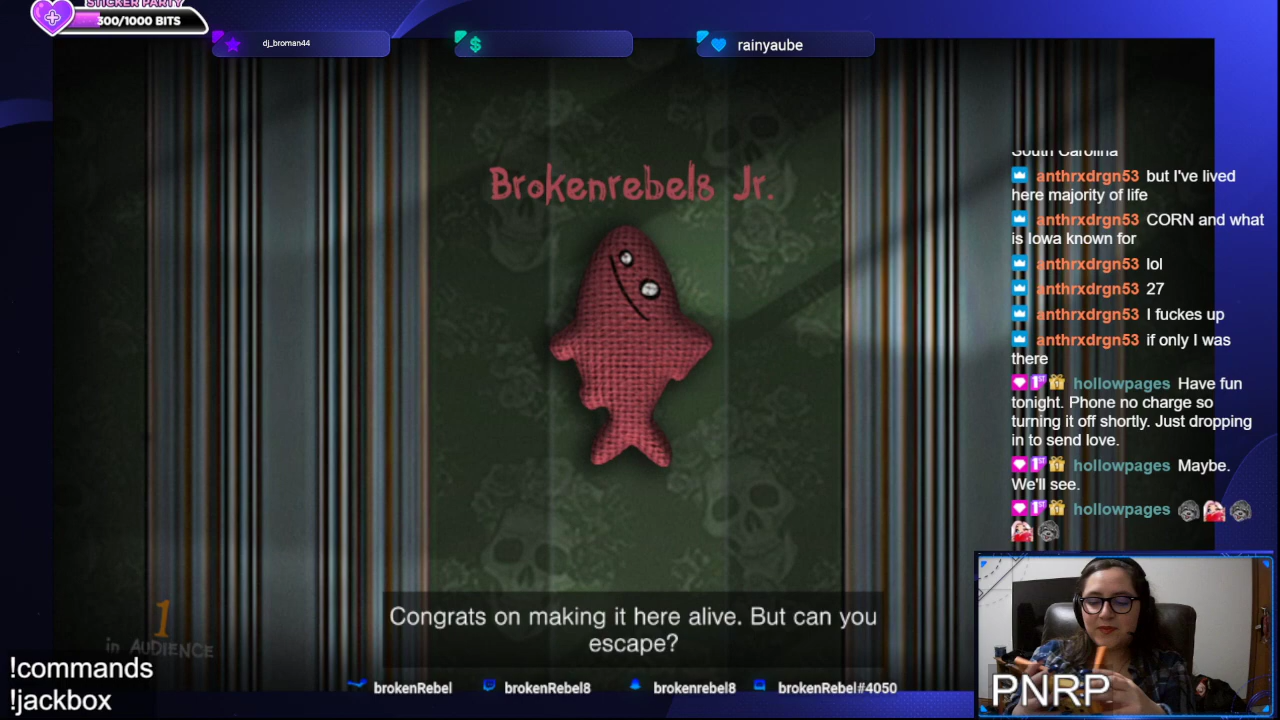 STICKER PARTY
300/1000 BITS
dj_broman44
rainyaube
Brokenrebel8 Jr.
South Carolina
anthrxdrgn53 but I've lived
here majority of life
anthrxdrgn53 CORN and what
is Iowa known for
anthrxdrgn53 lol
anthrxdrgn53 27
anthrxdrgn53 I fuckes up
anthrxdrgn53 if only I was
there
1ST hollowpages Have fun
tonight. Phone no charge so
turning it off shortly. Just dropping
in to send love.
1ST hollowpages Maybe.
We'll see.
1ST hollowpages
Congrats on making it here alive. But can you
escape?
1
in AUDIENCE
!commands
!jackbox
brokenRebel brokenRebel8 brokenrebel8 brokenRebel#4050
PNRP